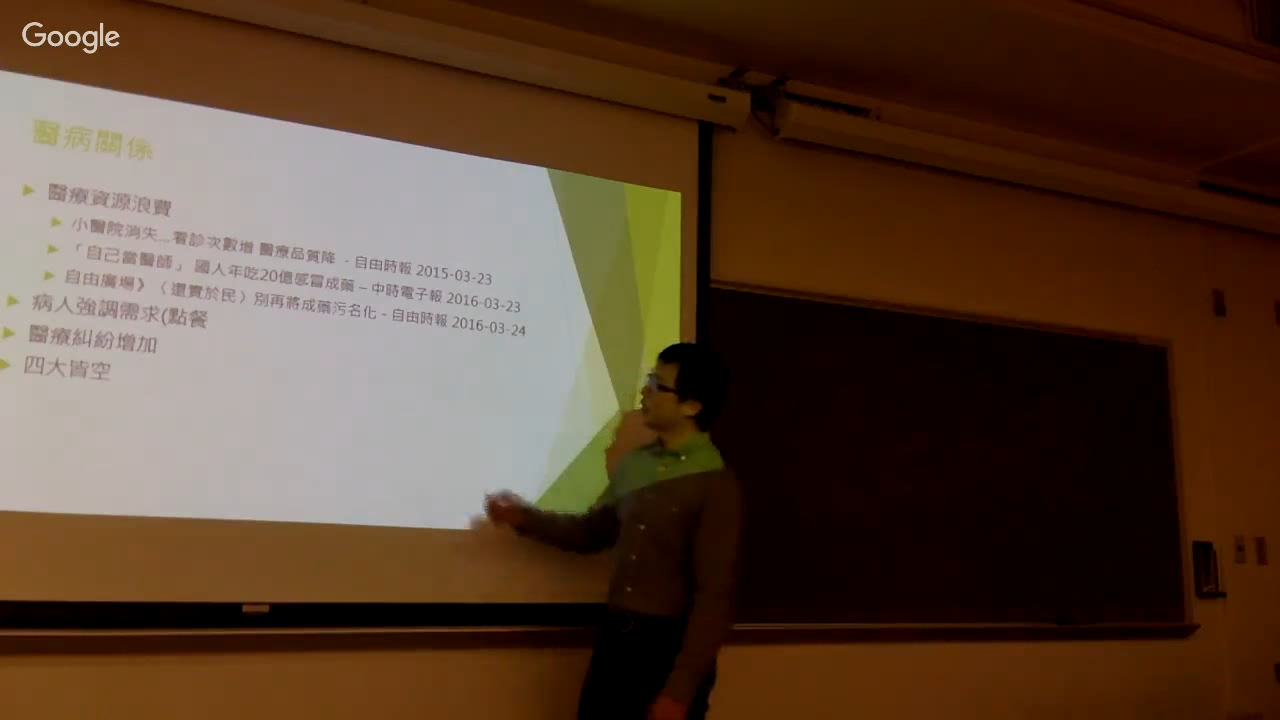 Google
醫病關係
醫療資源浪費
小醫院消失...看診次數增 醫療品質降 - 自由時報 2015-03-23
「自己當醫師」 國人年吃20億感冒成藥 – 中時電子報 2016-03-23
自由廣場》〈還實於民〉別再將成藥污名化 - 自由時報 2016-03-24
病人強調需求(點餐
醫療糾紛增加
四大皆空